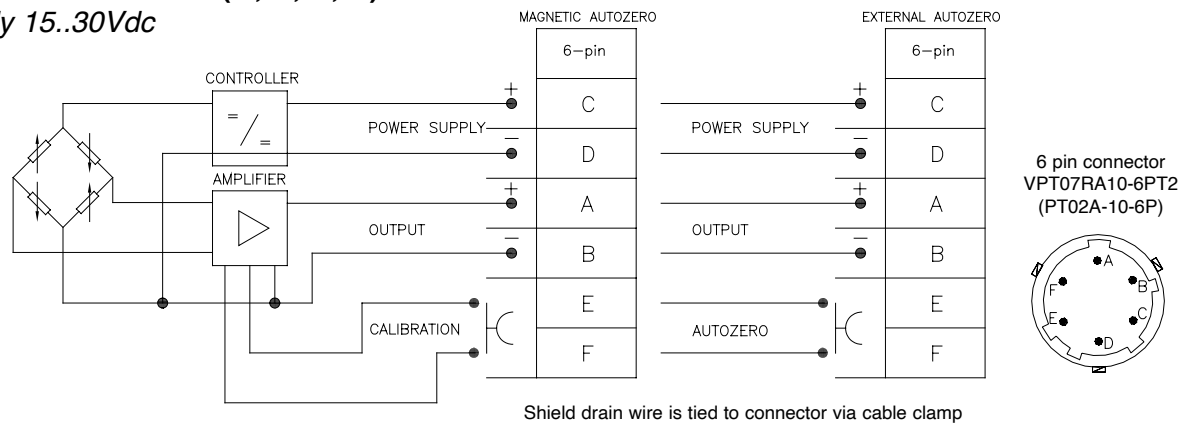 y 15..30Vdc
MAGNETIC AUTOZERO
EXTERNAL AUTOZERO
6-pin
6-pin
CONTROLLER
= / =
+
C
+
C
POWER SUPPLY
POWER SUPPLY
−
D
−
D
AMPLIFIER
+
A
+
A
OUTPUT
OUTPUT
−
B
−
B
E
E
CALIBRATION
AUTOZERO
F
F
6 pin connector
VPT07RA10-6PT2
(PT02A-10-6P)
A
F
B
E
C
D
Shield drain wire is tied to connector via cable clamp